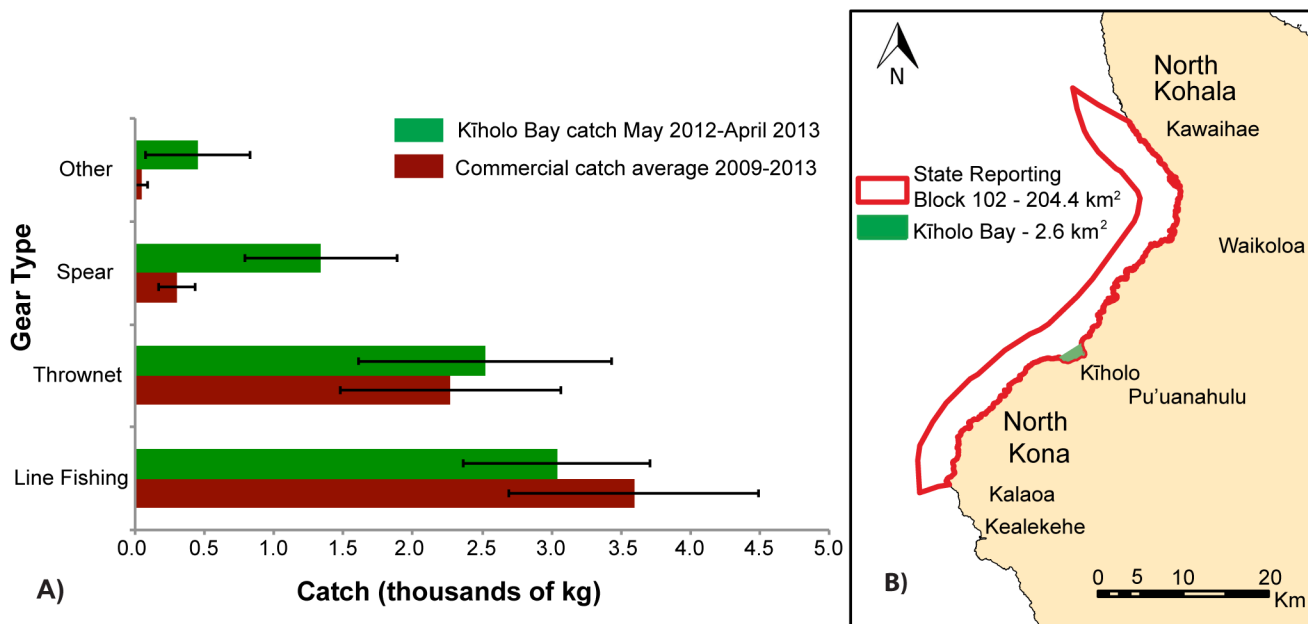 Kīholo Bay catch May 2012-April 2013
Commercial catch average 2009-2013
Gear Type
Other
Spear
Thrownet
Line Fishing
0.0 0.5 1.0 1.5 2.0 2.5 3.0 3.5 4.0 4.5 5.0
A)
Catch (thousands of kg)
N
North
Kohala
Kawaihae
State Reporting
Block 102 - 204.4 km²
Kīholo Bay - 2.6 km²
Waikoloa
Kīholo
Pu'uanahulu
North
Kona
Kalaoa
Kealekehe
B)
0 5 10 20
Km